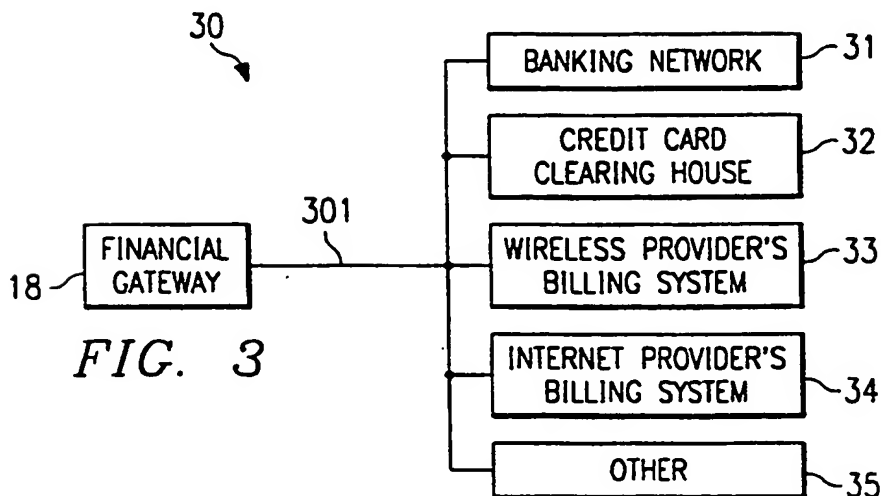 30
BANKING NETWORK
31
CREDIT CARD
CLEARING HOUSE
32
301
FINANCIAL
GATEWAY
18
WIRELESS PROVIDER'S
BILLING SYSTEM
33
FIG. 3
INTERNET PROVIDER'S
BILLING SYSTEM
34
OTHER
35